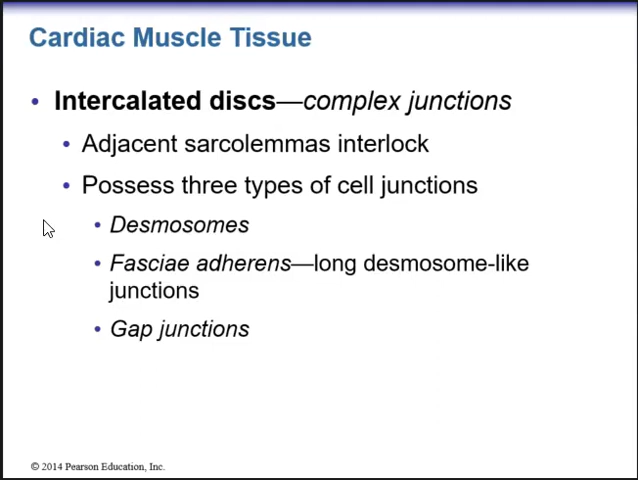 Cardiac Muscle Tissue
• Intercalated discs—complex junctions
• Adjacent sarcolemmas interlock
• Possess three types of cell junctions
• Desmosomes
• Fasciae adherens—long desmosome-like
junctions
• Gap junctions
© 2014 Pearson Education, Inc.